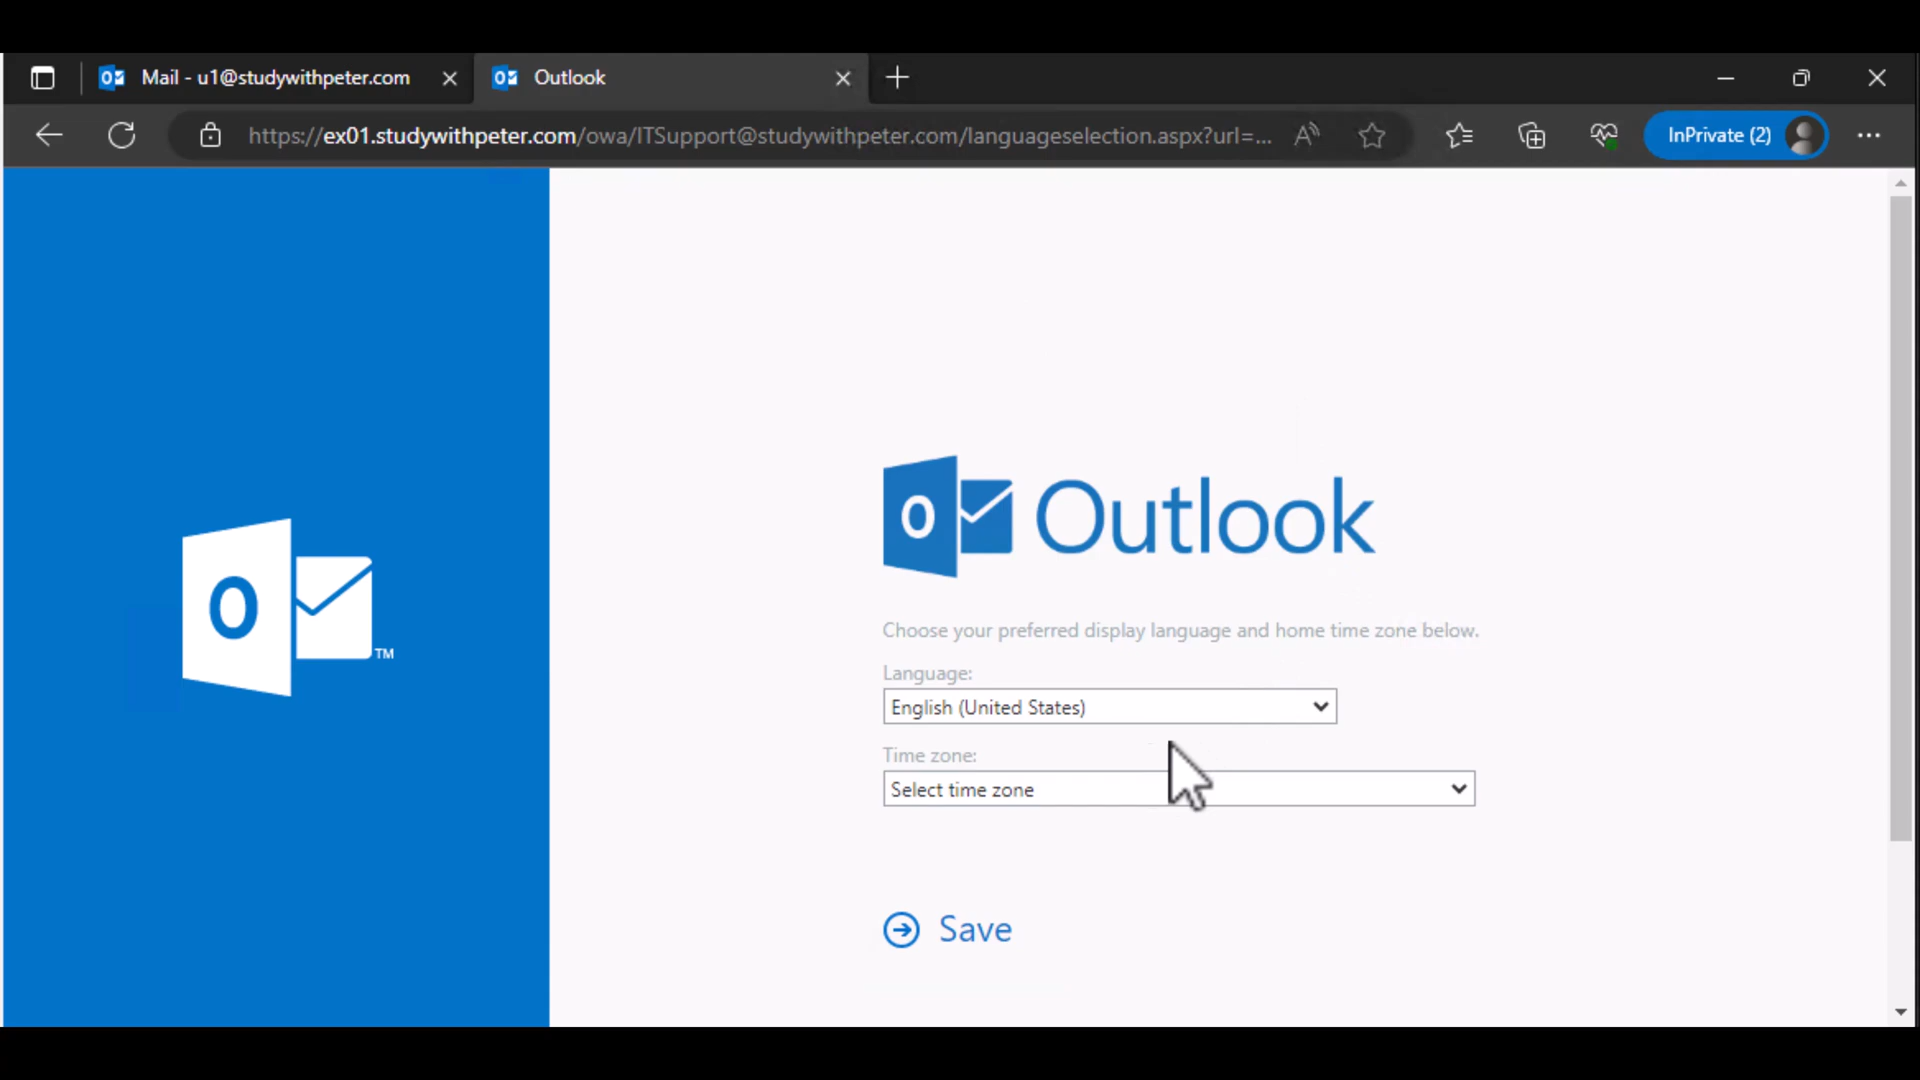 Mail - u1@studywithpeter.com
Outlook
https://ex01.studywithpeter.com/owa/ITSupport@studywithpeter.com/languageselection.aspx?url=...
A
InPrivate (2)
O
TM
O
Outlook
Choose your preferred display language and home time zone below.
Language:
English (United States)
Time zone:
Select time zone
Save